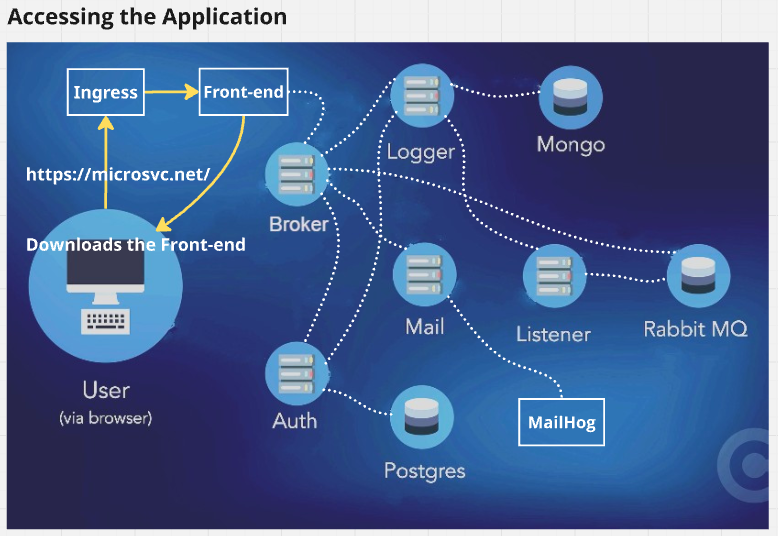 Accessing the Application
Ingress
Front-end
Logger
Mongo
https://microsvc.net/
Broker
Downloads the Front-end
Mail
Listener
Rabbit MQ
User
(via browser)
Auth
MailHog
Postgres
C